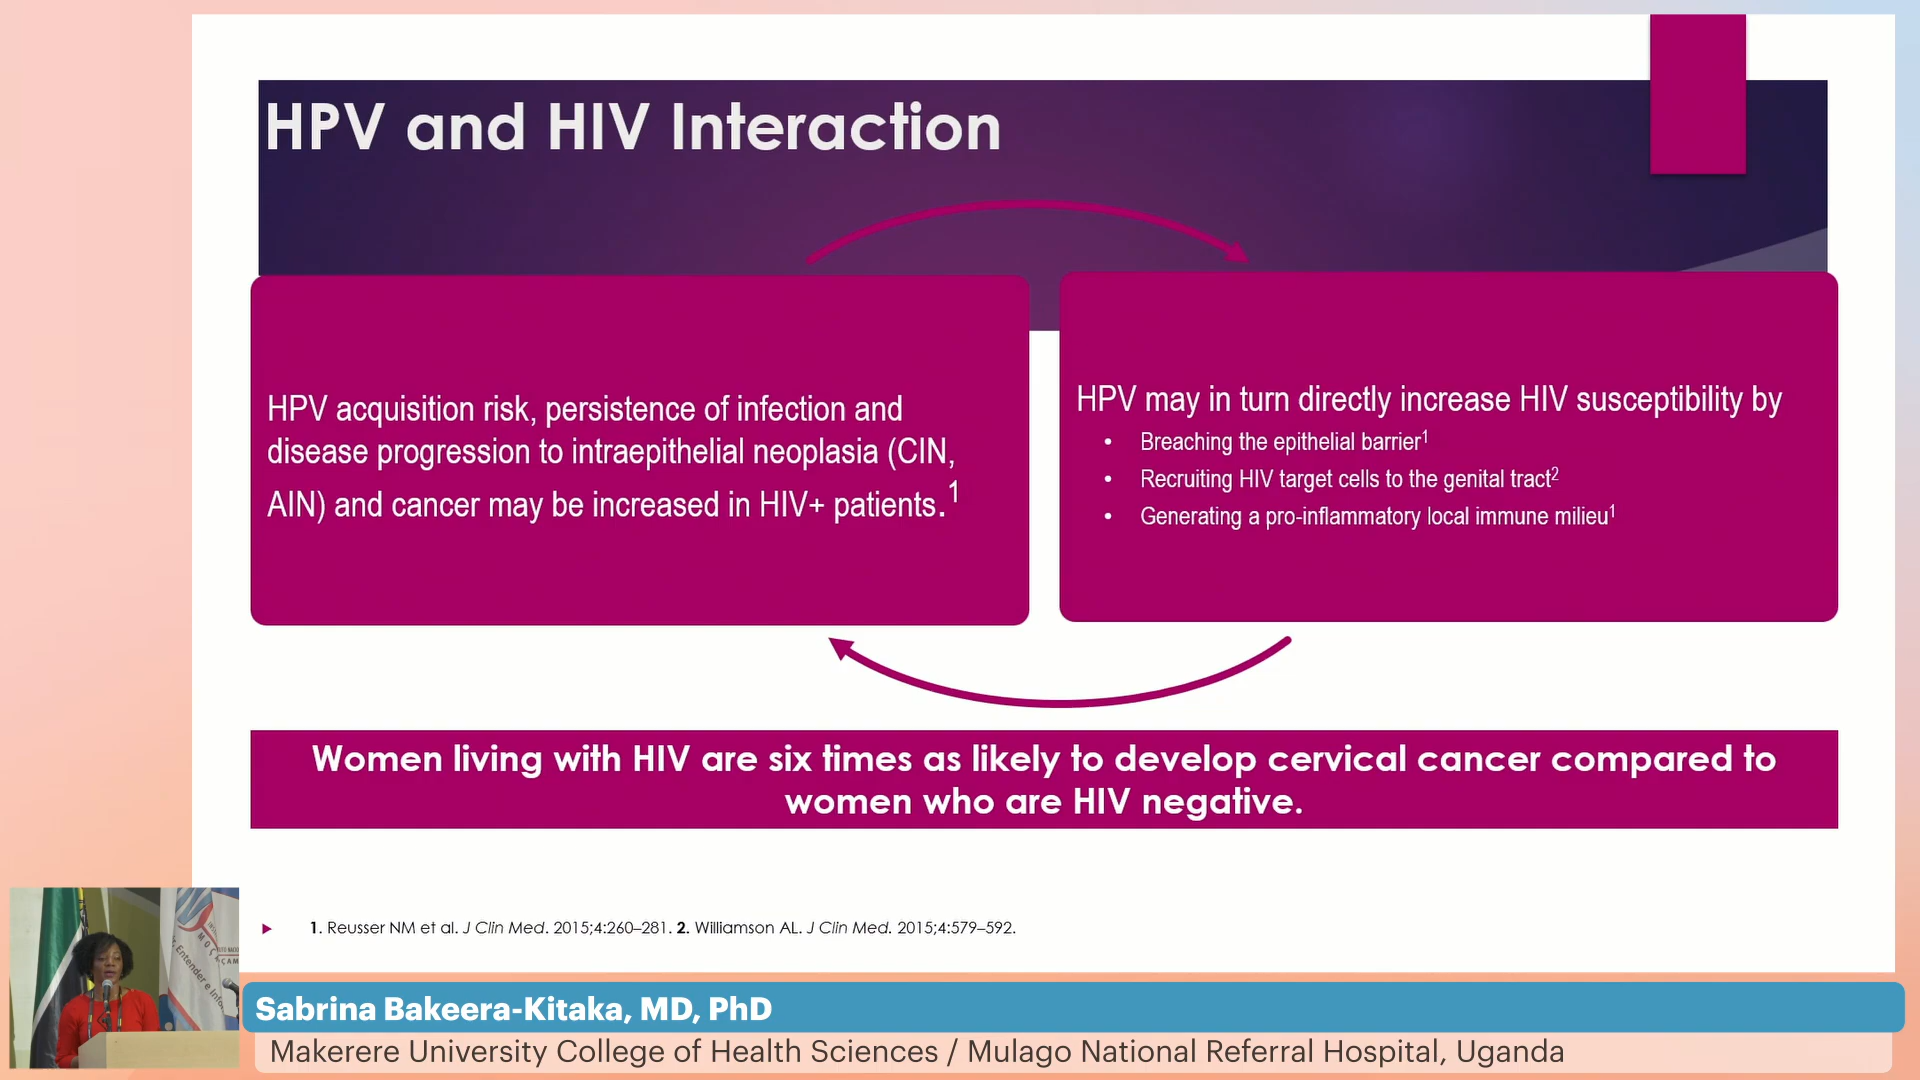 HPV and HIV Interaction
HPV acquisition risk, persistence of infection and
disease progression to intraepithelial neoplasia (CIN,
AIN) and cancer may be increased in HIV+ patients.1
HPV may in turn directly increase HIV susceptibility by
• Breaching the epithelial barrier1
• Recruiting HIV target cells to the genital tract2
• Generating a pro-inflammatory local immune milieu1
Women living with HIV are six times as likely to develop cervical cancer compared to
women who are HIV negative.
1. Reusser NM et al. J Clin Med. 2015;4:260–281. 2. Williamson AL. J Clin Med. 2015;4:579–592.
Entender e
Sabrina Bakeera-Kitaka, MD, PhD
Makerere University College of Health Sciences / Mulago National Referral Hospital, Uganda